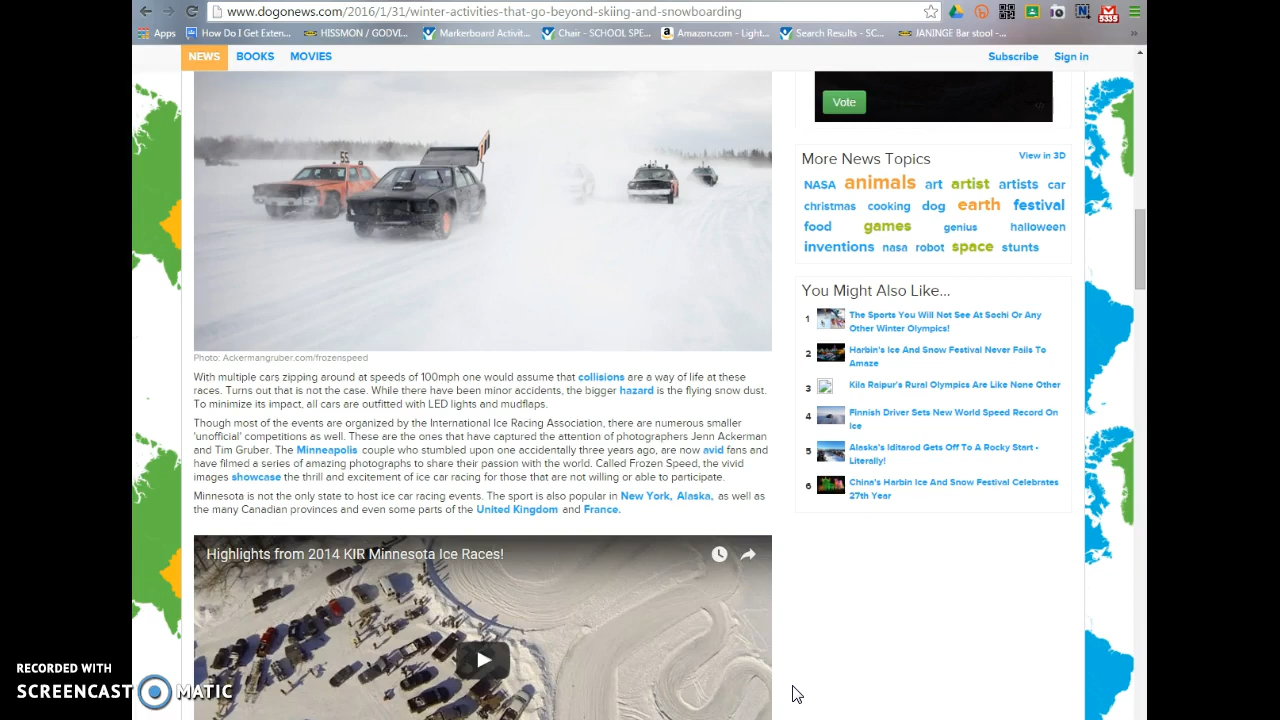 www.dogonews.com/2016/1/31/winter-activities-that-go-beyond-skiing-and-snowboarding
5335
Apps How Do I Get Exten... HISSMON / GODVI... Markerboard Activit... Chair - SCHOOL SPE... Amazon.com - Light... Search Results - SC... JANINGE Bar stool -... »
NEWS BOOKS MOVIES Subscribe Sign in
55
Photo: Ackermangruber.com/frozenspeed
With multiple cars zipping around at speeds of 100mph one would assume that collisions are a way of life at these
races. Turns out that is not the case. While there have been minor accidents, the bigger hazard is the flying snow dust.
To minimize its impact, all cars are outfitted with LED lights and mudflaps.
Though most of the events are organized by the International Ice Racing Association, there are numerous smaller
'unofficial' competitions as well. These are the ones that have captured the attention of photographers Jenn Ackerman
and Tim Gruber. The Minneapolis couple who stumbled upon one accidentally three years ago, are now avid fans and
have filmed a series of amazing photographs to share their passion with the world. Called Frozen Speed, the vivid
images showcase the thrill and excitement of ice car racing for those that are not willing or able to participate.
Minnesota is not the only state to host ice car racing events. The sport is also popular in New York, Alaska, as well as
the many Canadian provinces and even some parts of the United Kingdom and France.
Highlights from 2014 KIR Minnesota Ice Races!
Vote
More News Topics View in 3D
NASA animals art artist artists car
christmas cooking dog earth festival
food games genius halloween
inventions nasa robot space stunts
You Might Also Like...
1 The Sports You Will Not See At Sochi Or Any
Other Winter Olympics!
2 Harbin's Ice And Snow Festival Never Fails To
Amaze
3 Kila Raipur's Rural Olympics Are Like None Other
4 Finnish Driver Sets New World Speed Record On
Ice
5 Alaska's Iditarod Gets Off To A Rocky Start -
Literally!
6 China's Harbin Ice And Snow Festival Celebrates
27th Year
RECORDED WITH
SCREENCAST MATIC